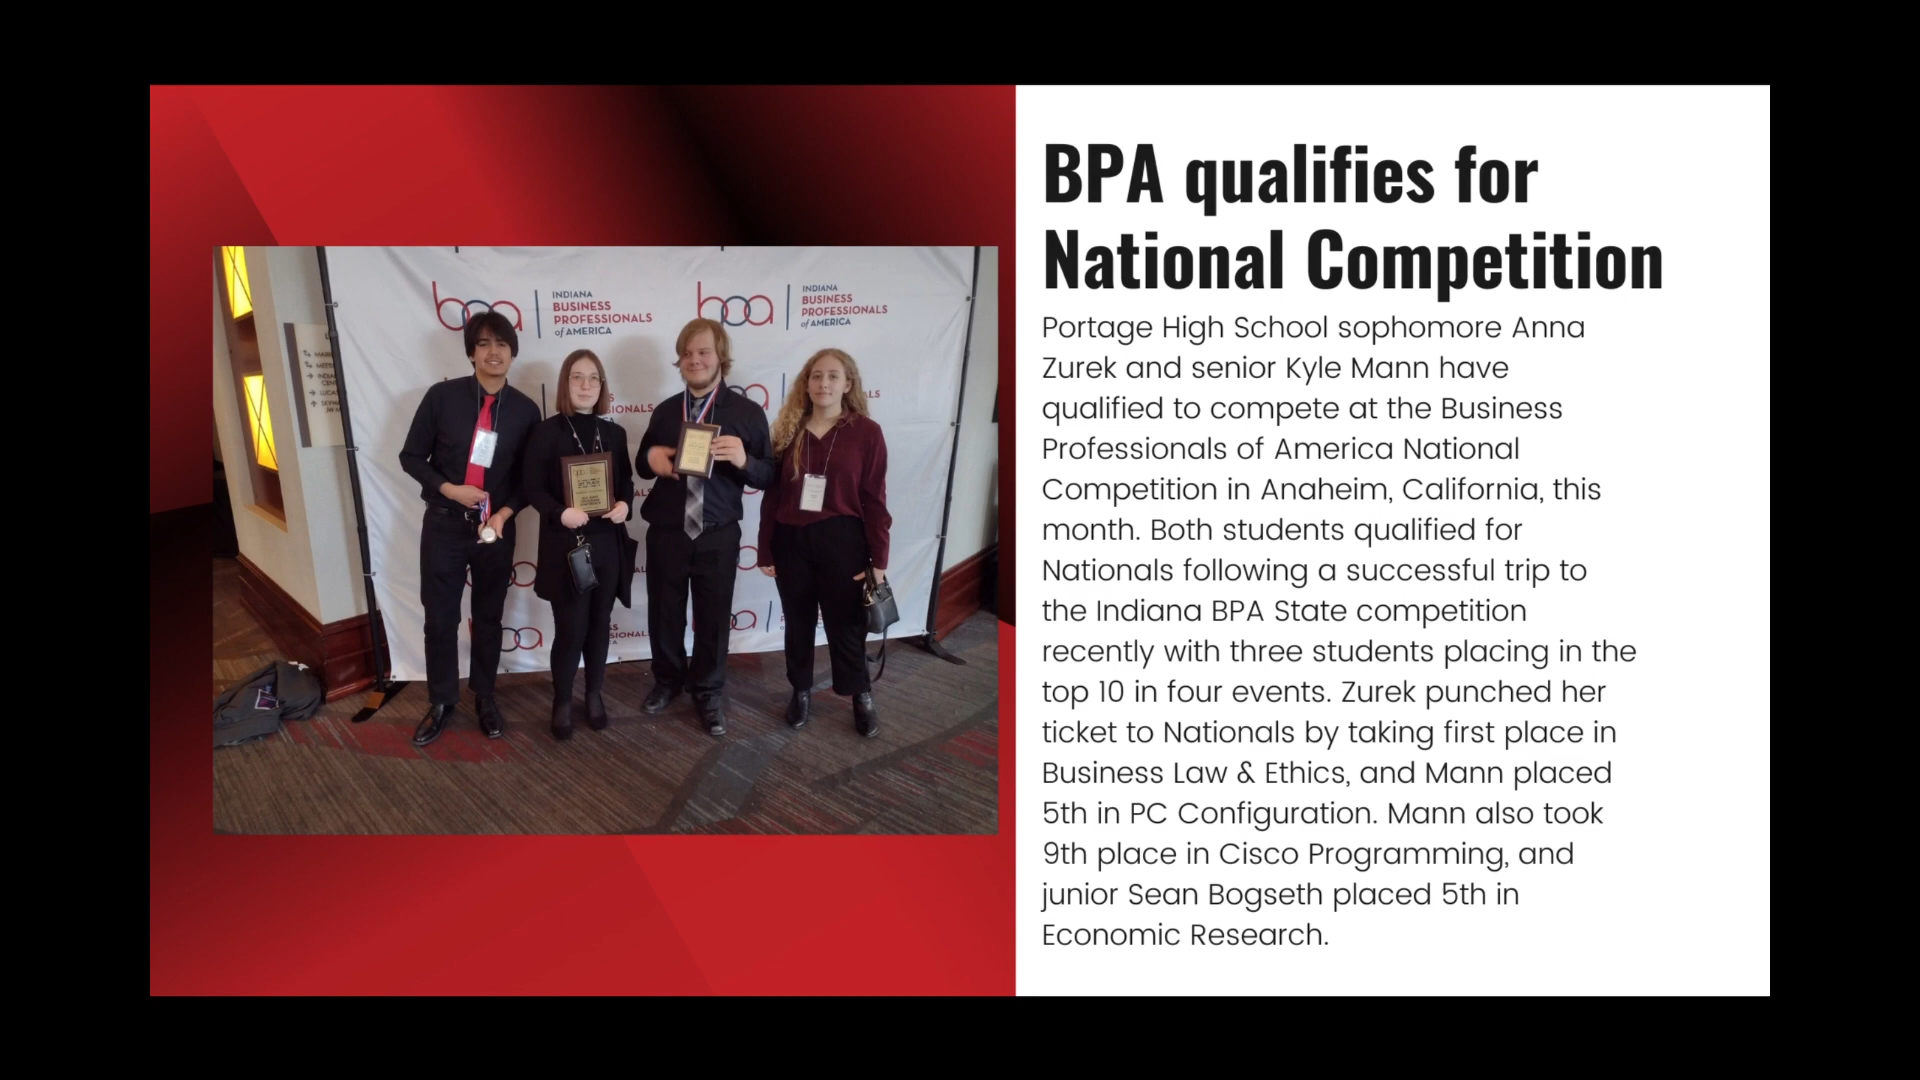 BPA qualifies for
National Competition
Portage High School sophomore Anna
Zurek and senior Kyle Mann have
qualified to compete at the Business
Professionals of America National
Competition in Anaheim, California, this
month. Both students qualified for
Nationals following a successful trip to
the Indiana BPA State competition
recently with three students placing in the
top 10 in four events. Zurek punched her
ticket to Nationals by taking first place in
Business Law & Ethics, and Mann placed
5th in PC Configuration. Mann also took
9th place in Cisco Programming, and
junior Sean Bogseth placed 5th in
Economic Research.
bpa
INDIANA
BUSINESS
PROFESSIONALS
of AMERICA
bpa
INDIANA
BUSINESS
PROFESSIONALS
of AMERICA